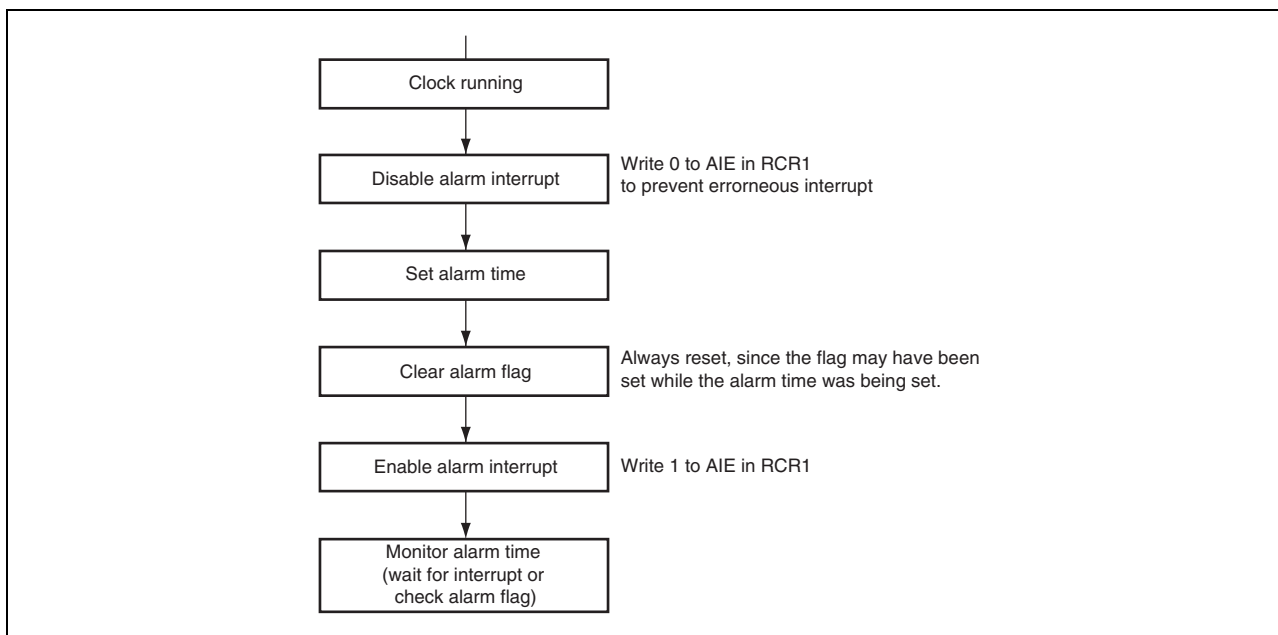 Clock running
Disable alarm interrupt
Write 0 to AIE in RCR1
to prevent errorneous interrupt
Set alarm time
Clear alarm flag
Always reset, since the flag may have been
set while the alarm time was being set.
Enable alarm interrupt
Write 1 to AIE in RCR1
Monitor alarm time
(wait for interrupt or
check alarm flag)